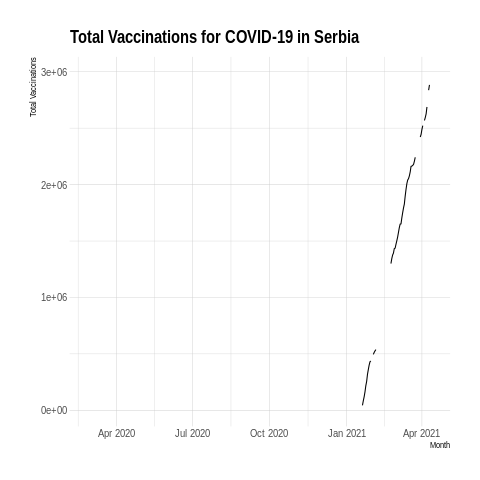 Total Vaccinations for COVID-19 in Serbia
Total Vaccinations
3e+06
2e+06
1e+06
0e+00
Apr 2020 Jul 2020 Oct 2020 Jan 2021 Apr 2021
Month